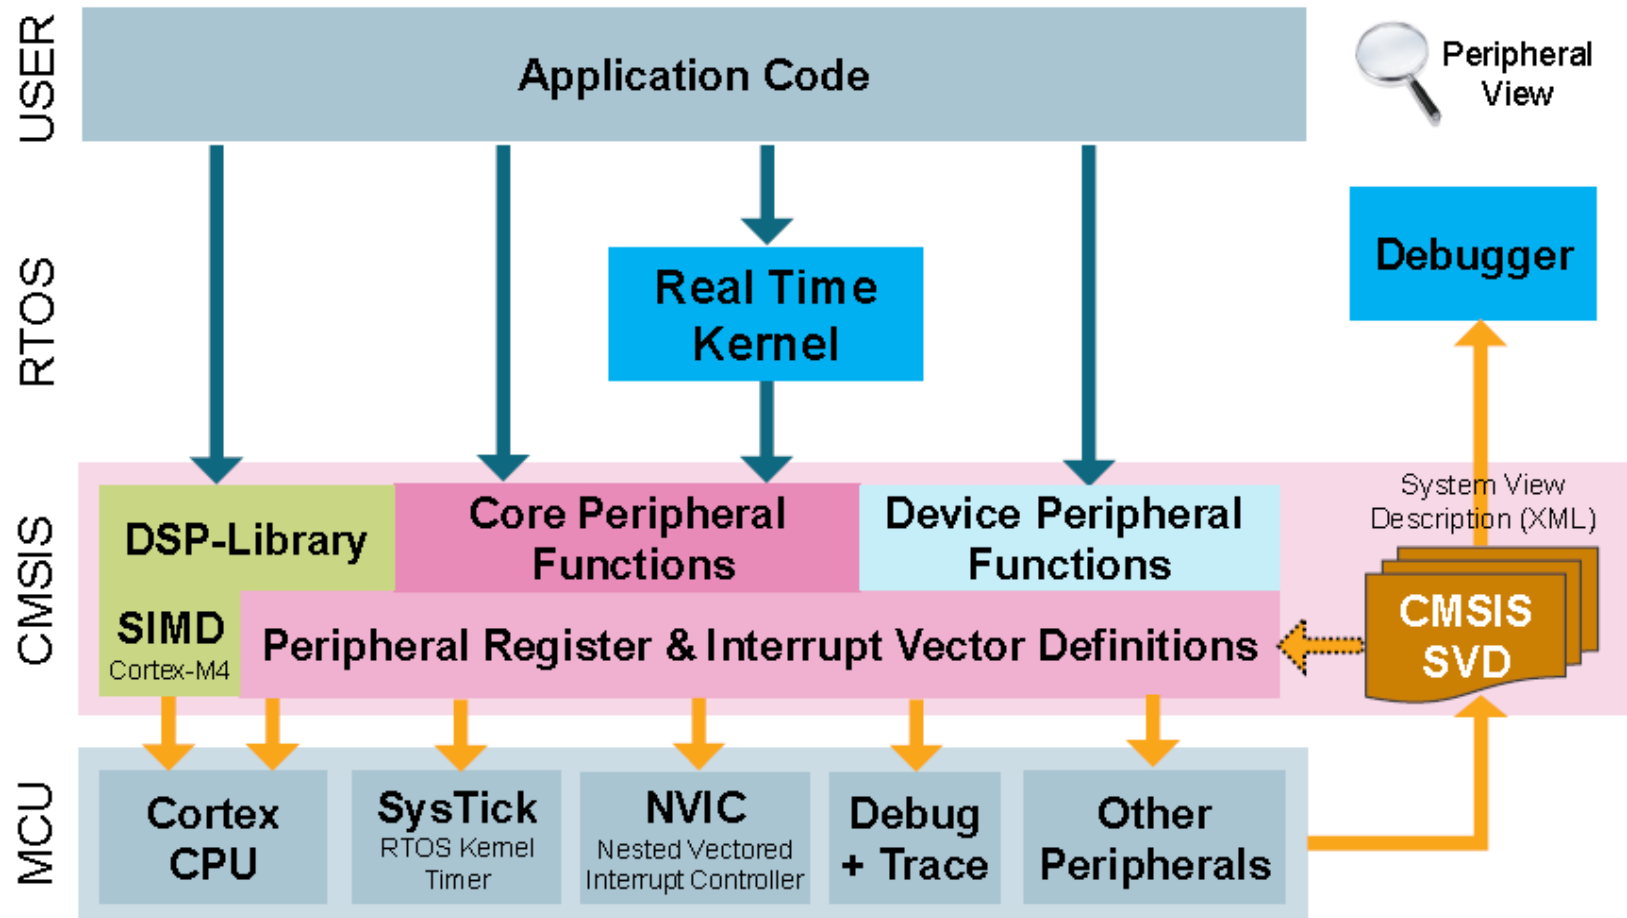 USER
Application Code
Peripheral
View
RTOS
Real Time
Kernel
Debugger
CMSIS
DSP-Library
SIMD
Cortex-M4
Core Peripheral
Functions
Device Peripheral
Functions
Peripheral Register & Interrupt Vector Definitions
System View
Description (XML)
CMSIS
SVD
MCU
Cortex
CPU
SysTick
RTOS Kernel
Timer
NVIC
Nested Vectored
Interrupt Controller
Debug
+ Trace
Other
Peripherals